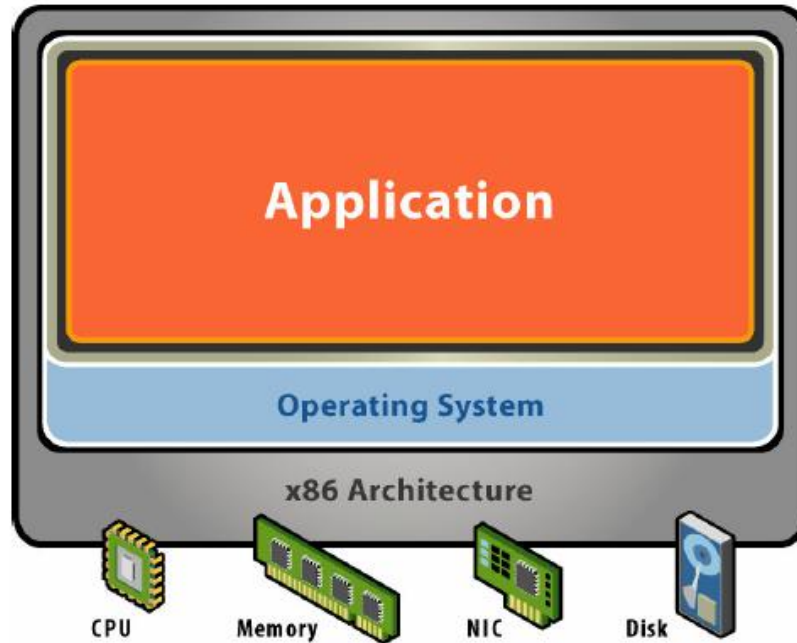 Application
Operating System
x86 Architecture
CPU
Memory
NIC
Disk